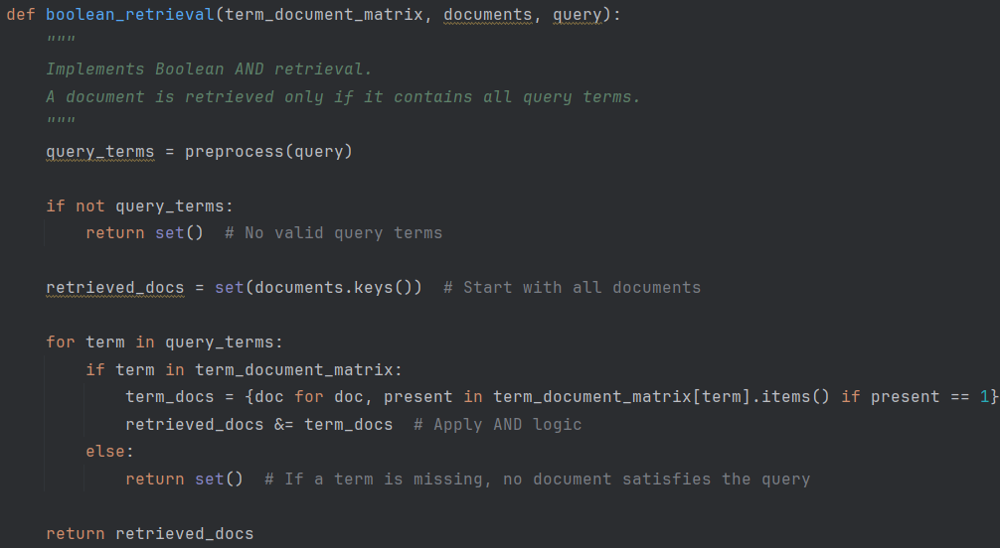 def boolean_retrieval(term_document_matrix, documents, query):
    """
    Implements Boolean AND retrieval.
    A document is retrieved only if it contains all query terms.
    """
    query_terms = preprocess(query)

    if not query_terms:
        return set()  # No valid query terms

    retrieved_docs = set(documents.keys())  # Start with all documents

    for term in query_terms:
        if term in term_document_matrix:
            term_docs = {doc for doc, present in term_document_matrix[term].items() if present == 1}
            retrieved_docs &= term_docs  # Apply AND logic
        else:
            return set()  # If a term is missing, no document satisfies the query

    return retrieved_docs